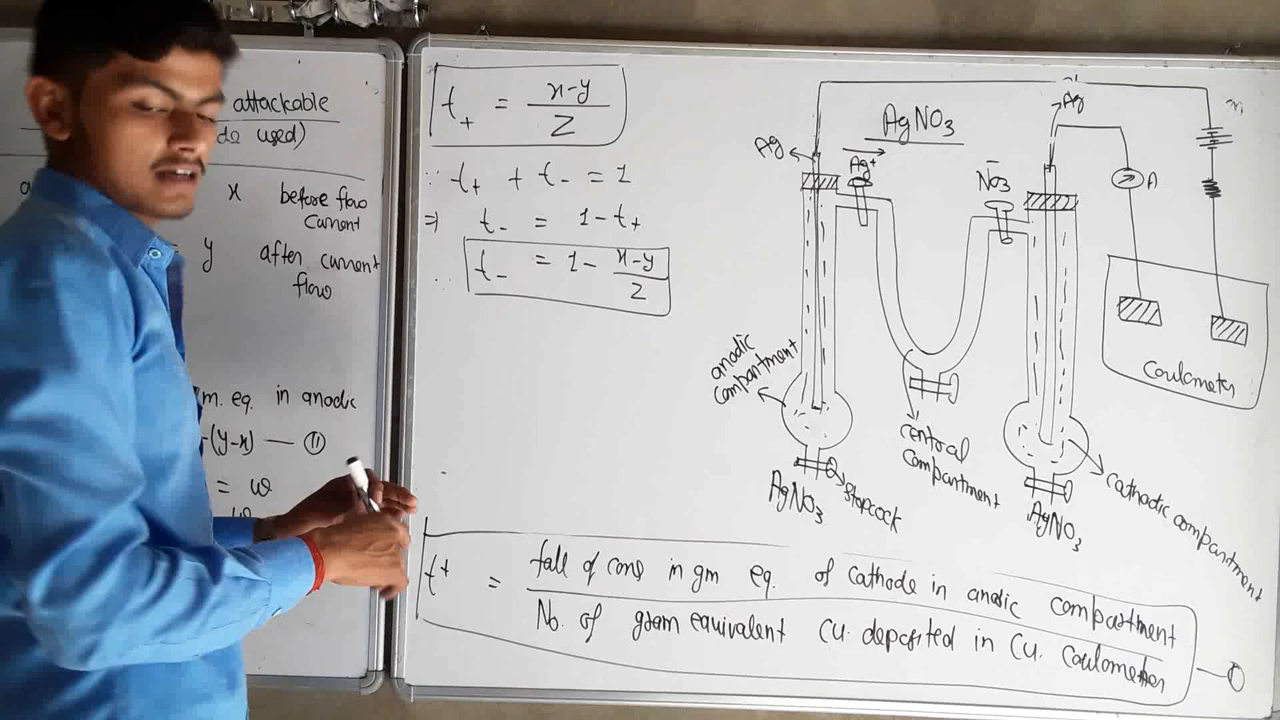 attackable
de used)
x before flow
current
= y after current
flow
m. eq. in anodic
-(y-x) — II
= w
t₊ = x-y / Z
∵ t₊ + t₋ = 1
⇒ t₋ = 1-t₊
∴ t₋ = 1- x-y / Z
AgNO₃
Ag
Ag⁺
NO₃⁻
Ag
A
Coulometer
anodic
compartment
central
compartment
cathodic compartment
AgNO₃
stopcock
AgNO₃
t⁺ = fall of conc in gm eq. of cathode in anodic compartment
No. of gram equivalent Cu. deposited in Cu. Coulometer — I